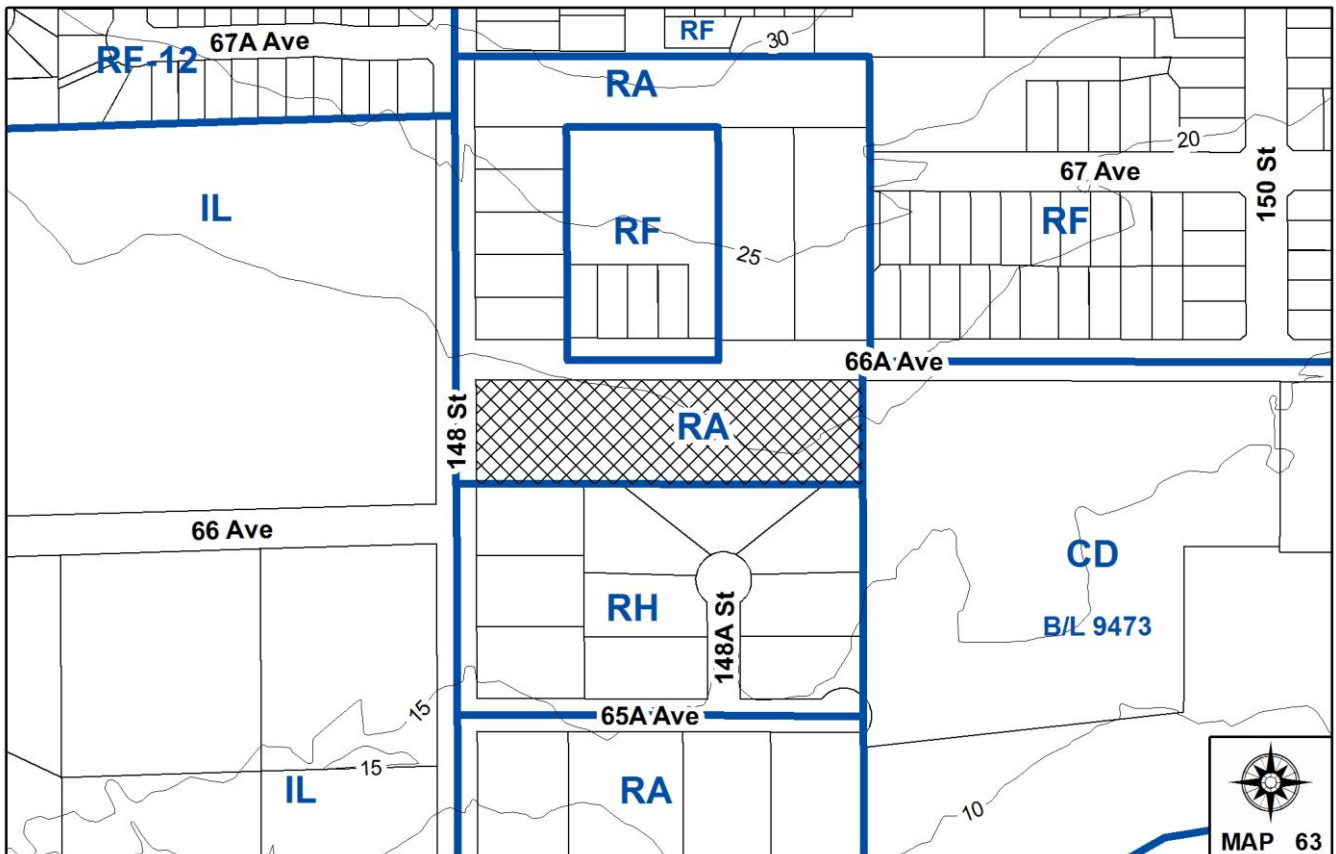 RF
30
67A Ave
RF-12
RA
20
67 Ave
150 St
IL
RF
RF
25
66A Ave
148 St
RA
66 Ave
CD
RH
148A St
B/L 9473
15
65A Ave
15
IL
RA
10
MAP 63